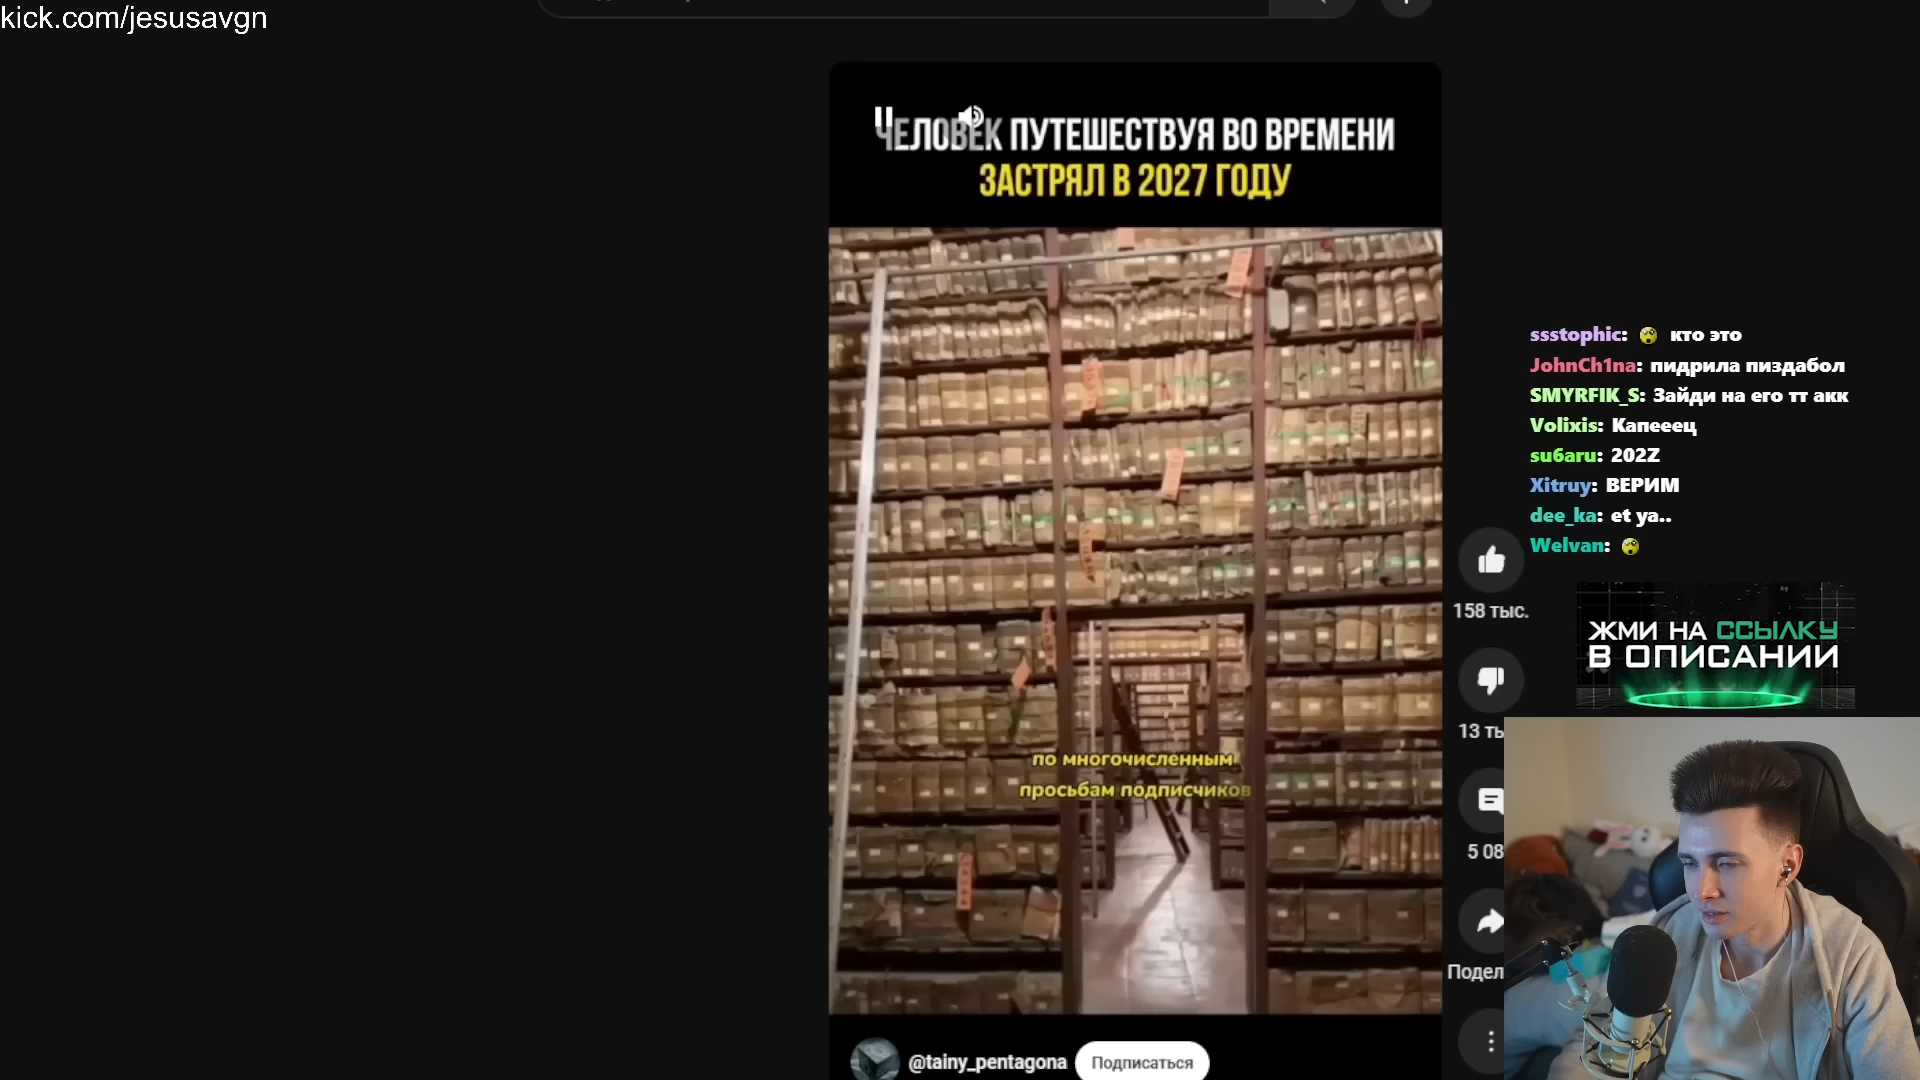 kick.com/jesusavgn
ЧЕЛОВЕК ПУТЕШЕСТВУЯ ВО ВРЕМЕНИ
ЗАСТРЯЛ В 2027 ГОДУ
по многочисленным
просьбам подписчиков
@tainy_pentagona
Подписаться
158 тыс.
13 ты
5 08
Подел
ssstophic: кто это
JohnCh1na: пидрила пиздабол
SMYRFIK_S: Зайди на его тт акк
Volixis: Капеееец
su6aru: 202Z
Xitruy: ВЕРИМ
dee_ka: et ya..
Welvan:
ЖМИ НА ССЫЛКУ
В ОПИСАНИИ